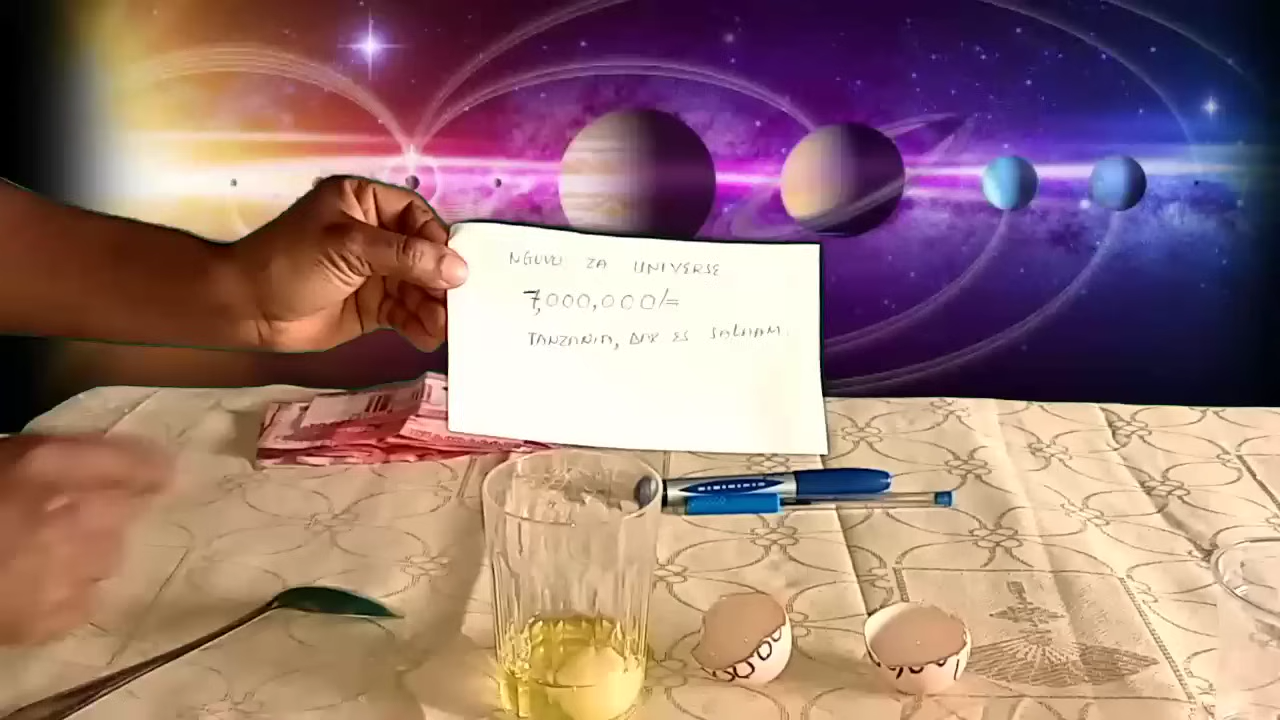 NGUVU ZA UNIVERSE
7,000,000/=
TANZANIA, DAR ES SALAAM.